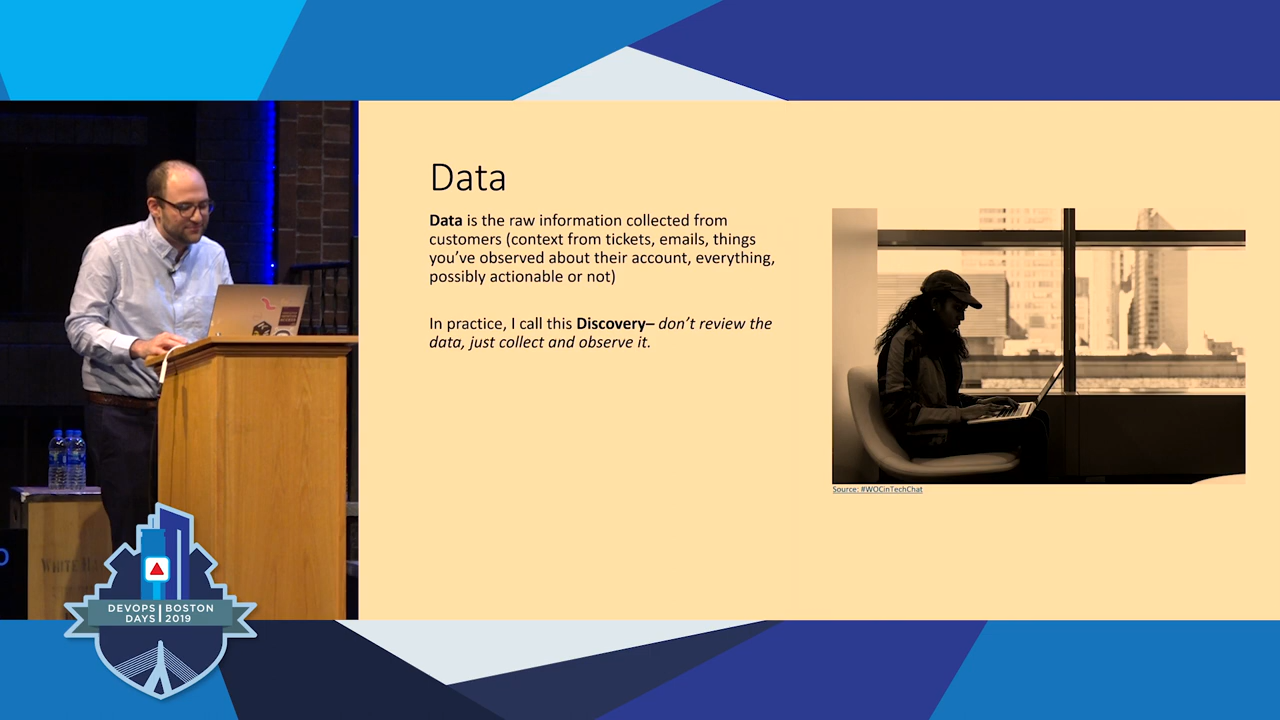 Data
Data is the raw information collected from
customers (context from tickets, emails, things
you've observed about their account, everything,
possibly actionable or not)
In practice, I call this Discovery– don't review the
data, just collect and observe it.
Source: #WOCinTechChat
DEVOPS BOSTON
DAYS 2019